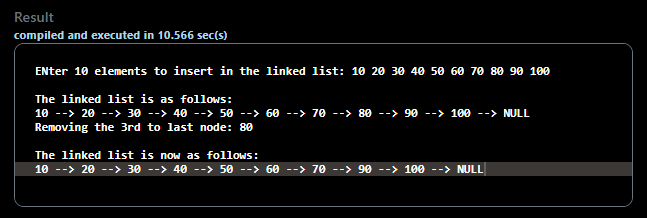 Result
compiled and executed in 10.566 sec(s)
ENter 10 elements to insert in the linked list: 10 20 30 40 50 60 70 80 90 100
The linked list is as follows:
10 --> 20 --> 30 --> 40 --> 50 --> 60 --> 70 --> 80 --> 90 --> 100 --> NULL
Removing the 3rd to last node: 80
The linked list is now as follows:
10 --> 20 --> 30 --> 40 --> 50 --> 60 --> 70 --> 90 --> 100 --> NULL